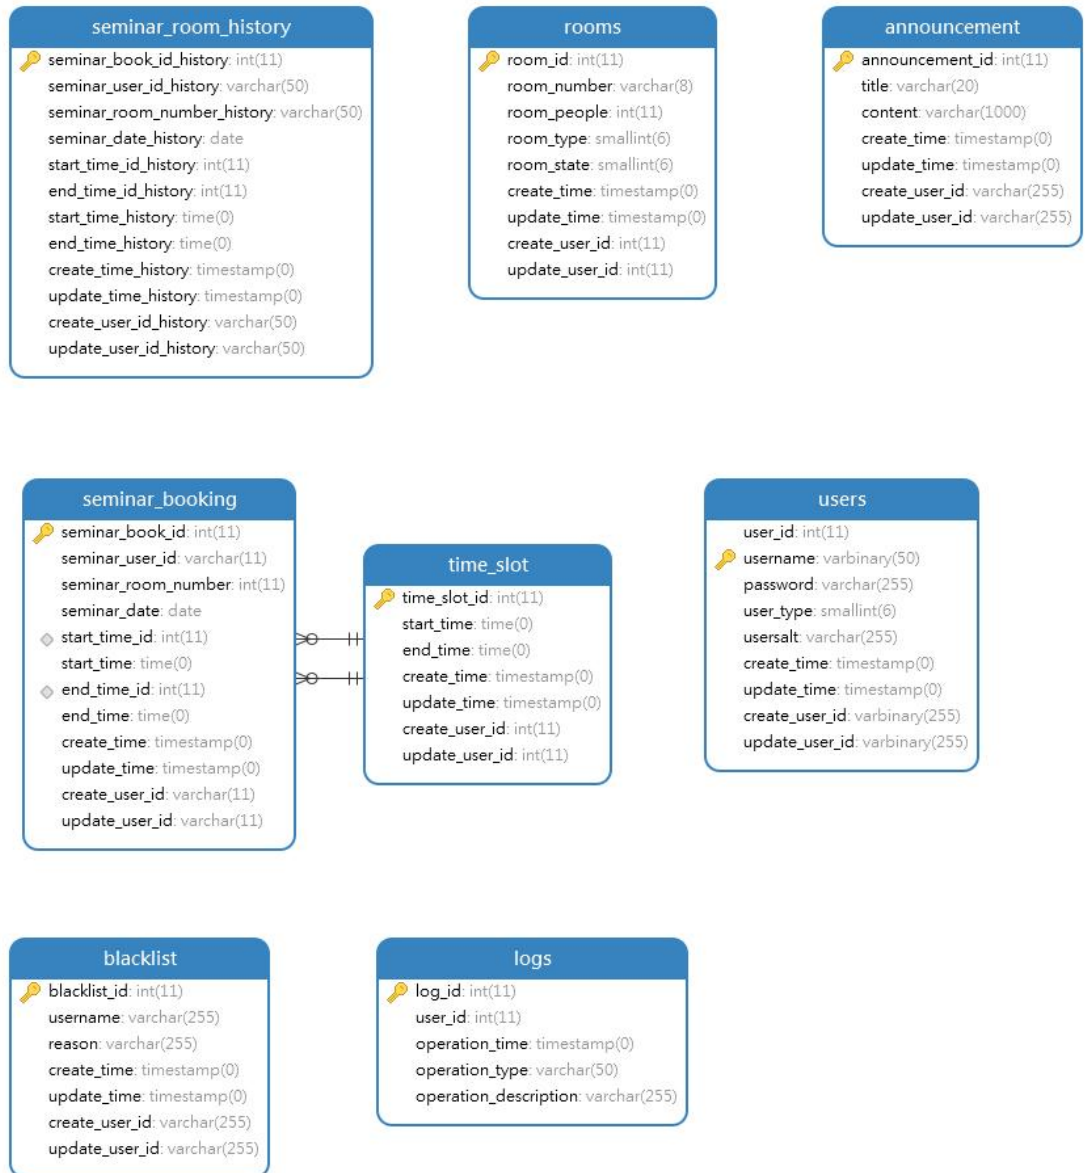 seminar_room_history
seminar_book_id_history: int(11)
seminar_user_id_history: varchar(50)
seminar_room_number_history: varchar(50)
seminar_date_history: date
start_time_id_history: int(11)
end_time_id_history: int(11)
start_time_history: time(0)
end_time_history: time(0)
create_time_history: timestamp(0)
update_time_history: timestamp(0)
create_user_id_history: varchar(50)
update_user_id_history: varchar(50)
rooms
room_id: int(11)
room_number: varchar(8)
room_people: int(11)
room_type: smallint(6)
room_state: smallint(6)
create_time: timestamp(0)
update_time: timestamp(0)
create_user_id: int(11)
update_user_id: int(11)
announcement
announcement_id: int(11)
title: varchar(20)
content: varchar(1000)
create_time: timestamp(0)
update_time: timestamp(0)
create_user_id: varchar(255)
update_user_id: varchar(255)
seminar_booking
seminar_book_id: int(11)
seminar_user_id: varchar(11)
seminar_room_number: int(11)
seminar_date: date
start_time_id: int(11)
start_time: time(0)
end_time_id: int(11)
end_time: time(0)
create_time: timestamp(0)
update_time: timestamp(0)
create_user_id: varchar(11)
update_user_id: varchar(11)
time_slot
time_slot_id: int(11)
start_time: time(0)
end_time: time(0)
create_time: timestamp(0)
update_time: timestamp(0)
create_user_id: int(11)
update_user_id: int(11)
users
user_id: int(11)
username: varbinary(50)
password: varchar(255)
user_type: smallint(6)
usersalt: varchar(255)
create_time: timestamp(0)
update_time: timestamp(0)
create_user_id: varbinary(255)
update_user_id: varbinary(255)
blacklist
blacklist_id: int(11)
username: varchar(255)
reason: varchar(255)
create_time: timestamp(0)
update_time: timestamp(0)
create_user_id: varchar(255)
update_user_id: varchar(255)
logs
log_id: int(11)
user_id: int(11)
operation_time: timestamp(0)
operation_type: varchar(50)
operation_description: varchar(255)